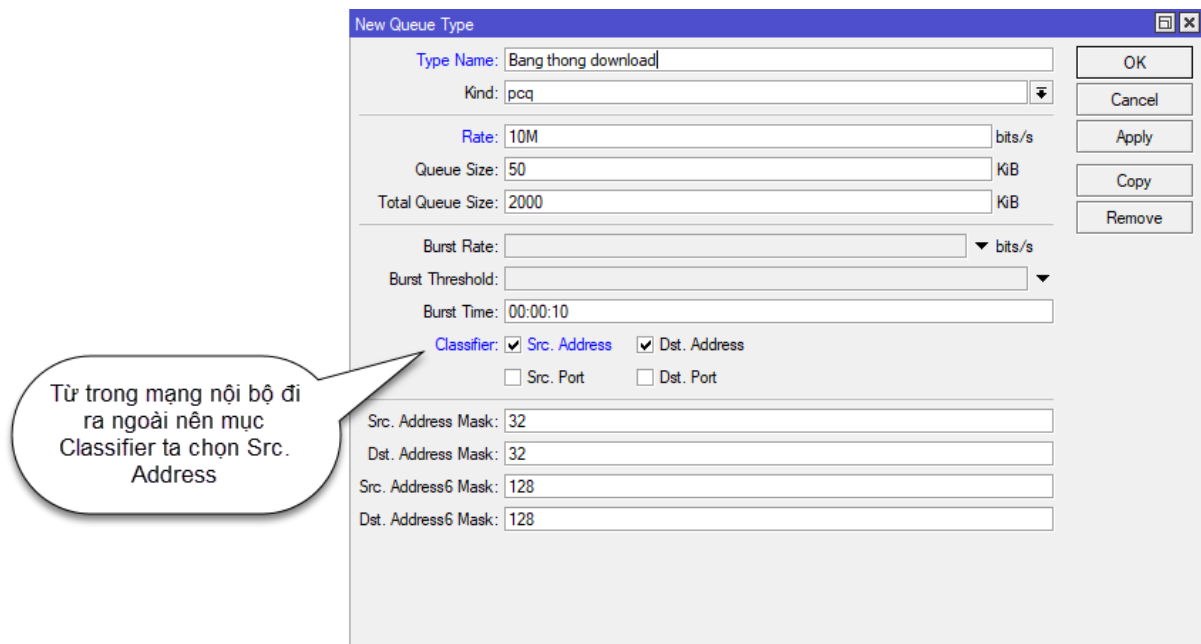 New Queue Type
Type Name: Bang thong download
OK
Kind: pcq
Cancel
Rate: 10M bits/s
Apply
Queue Size: 50 KiB
Copy
Total Queue Size: 2000 KiB
Remove
Burst Rate: bits/s
Burst Threshold:
Burst Time: 00:00:10
Classifier: Src. Address Dst. Address
Src. Port Dst. Port
Từ trong mạng nội bộ đi
ra ngoài nên mục
Classifier ta chọn Src.
Address
Src. Address Mask: 32
Dst. Address Mask: 32
Src. Address6 Mask: 128
Dst. Address6 Mask: 128